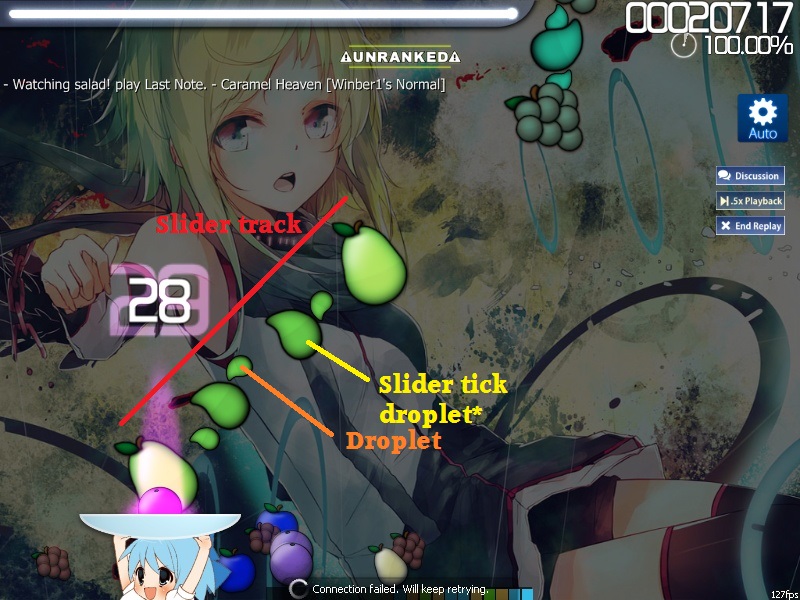 00020717
100.00%
UNRANKED
- Watching salad! play Last Note. - Caramel Heaven [Winber1's Normal]
Auto
Discussion
.5x Playback
End Replay
Slider track
28
Slider tick
droplet*
Droplet
Connection failed. Will keep retrying.
127fps